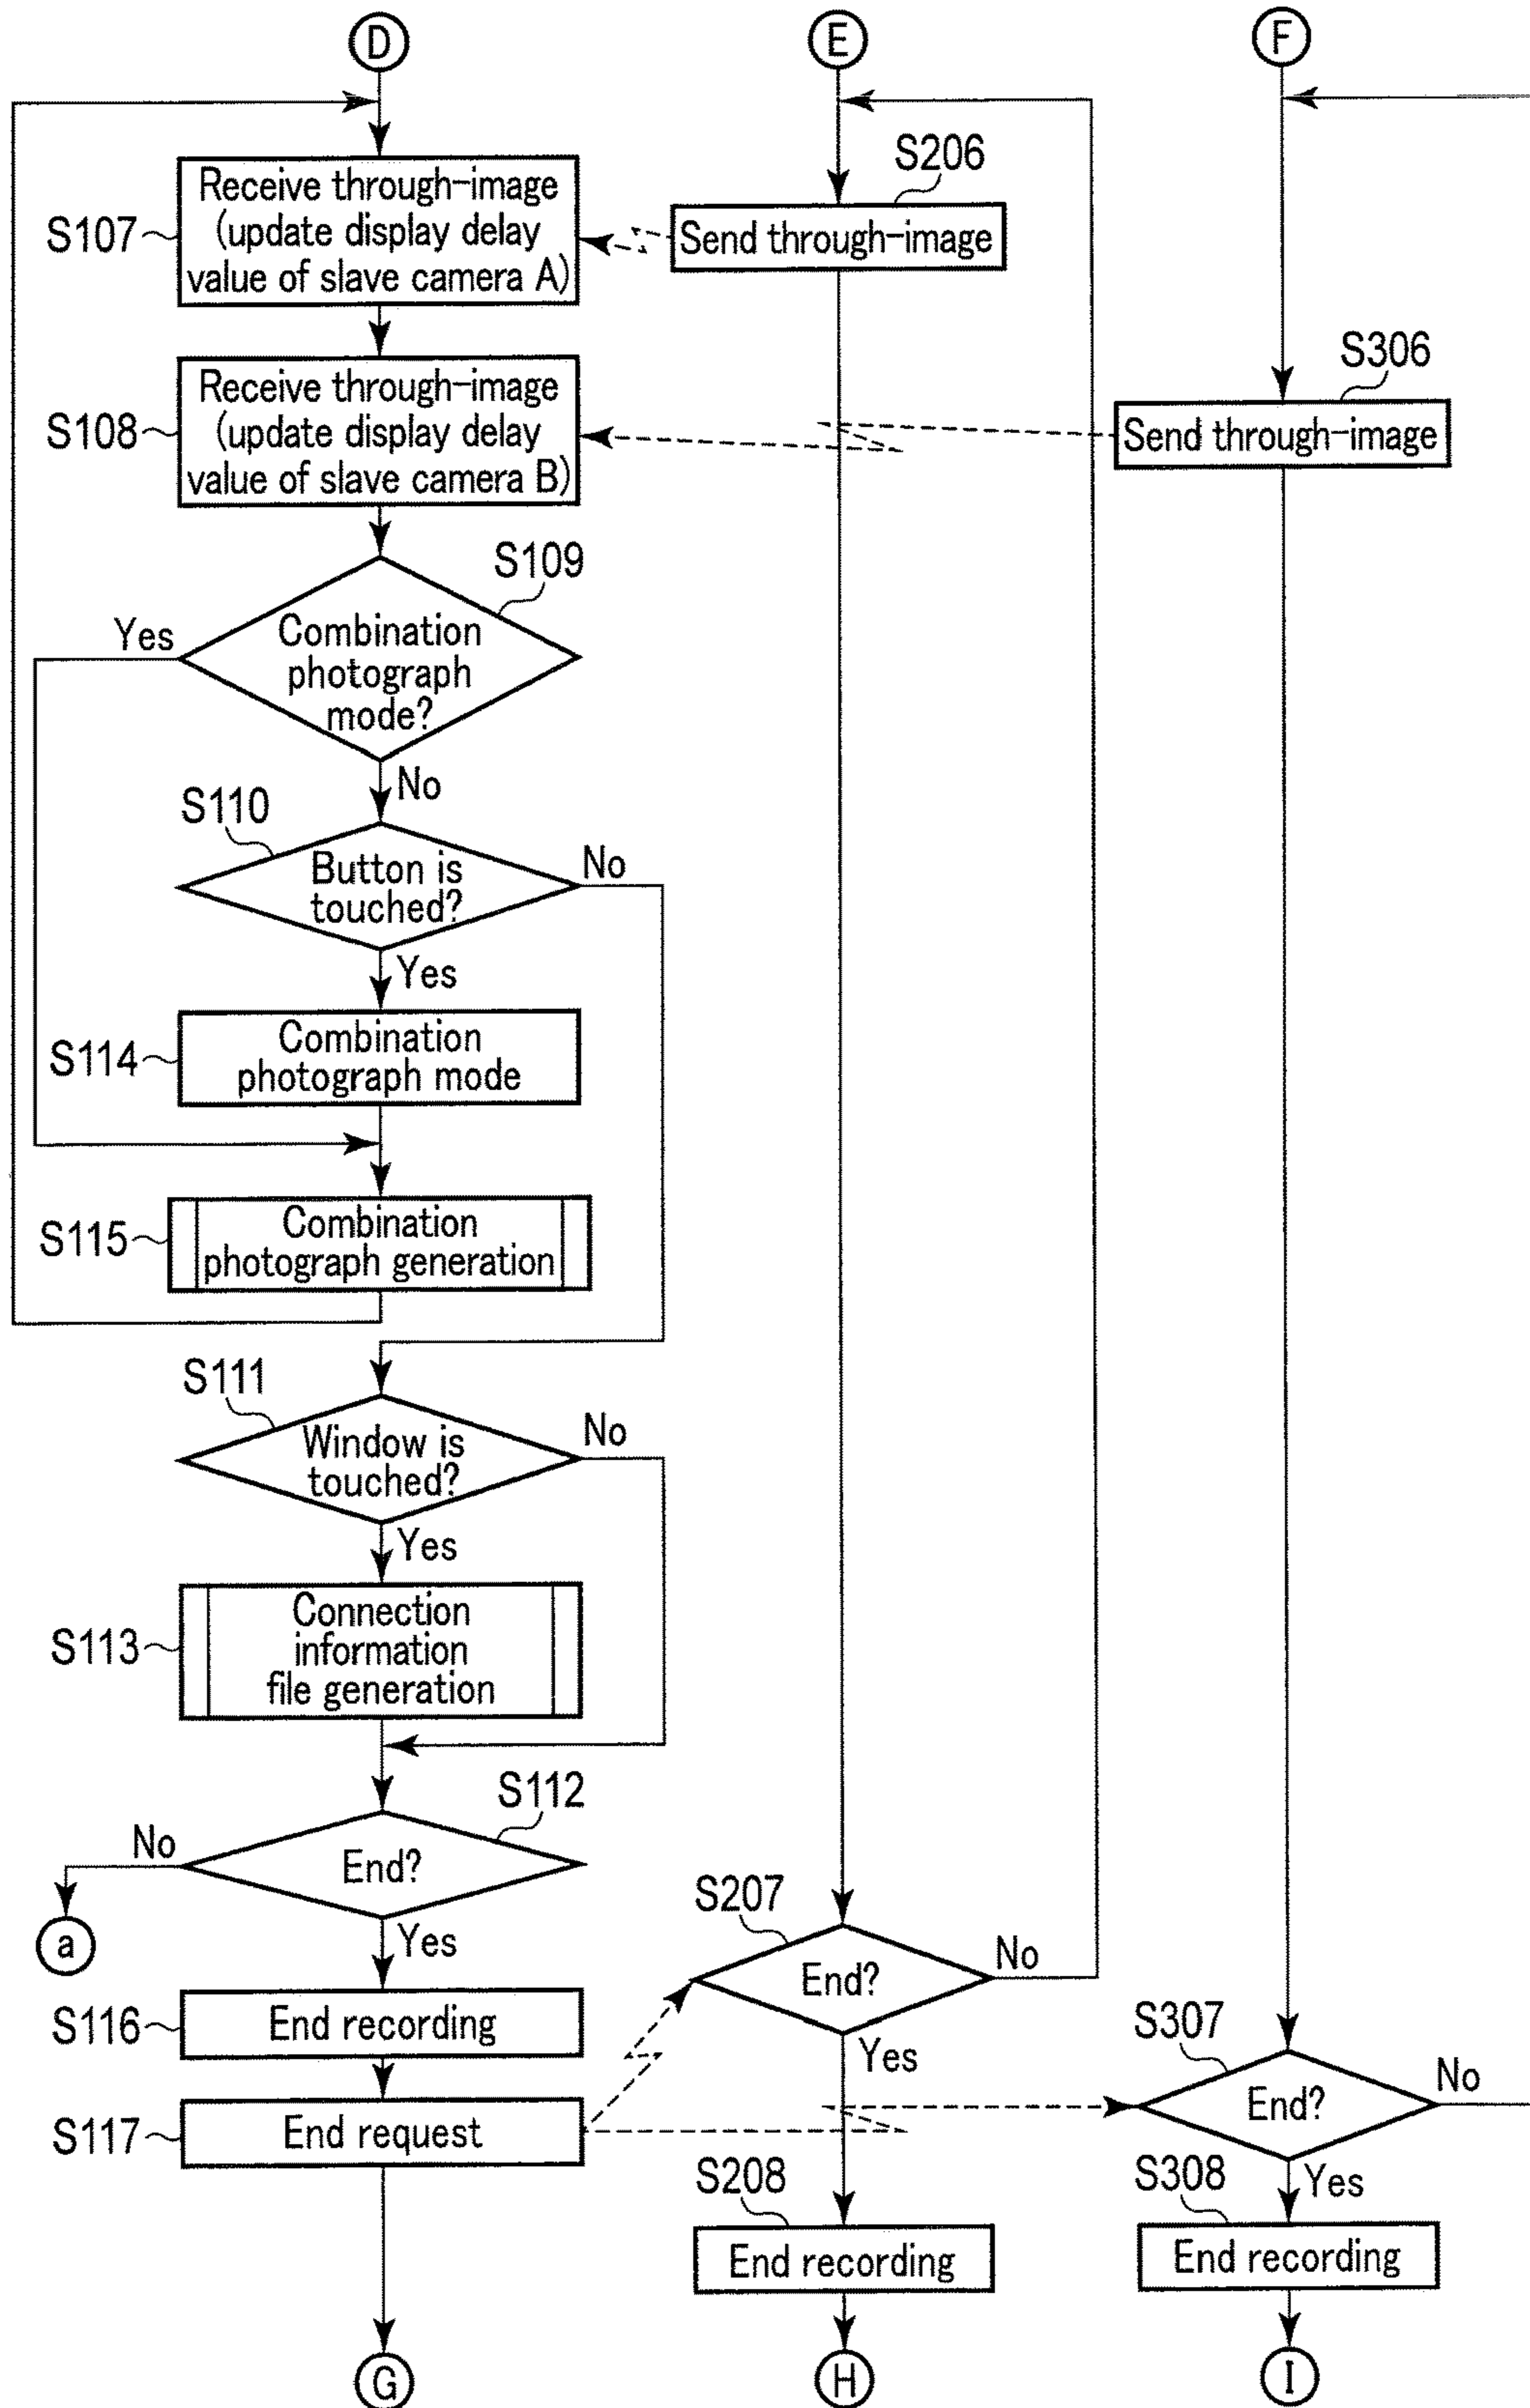 D
E
F
S107
Receive through-image
(update display delay
value of slave camera A)
S206
Send through-image
S108
Receive through-image
(update display delay
value of slave camera B)
S306
Send through-image
S109
Combination
photograph
mode?
Yes
No
S110
Button is
touched?
No
Yes
S114
Combination
photograph mode
S115
Combination
photograph generation
S111
Window is
touched?
No
Yes
S113
Connection
information
file generation
S112
End?
No
a
Yes
S116
End recording
S117
End request
G
S207
End?
No
Yes
S208
End recording
H
S307
End?
No
Yes
S308
End recording
I